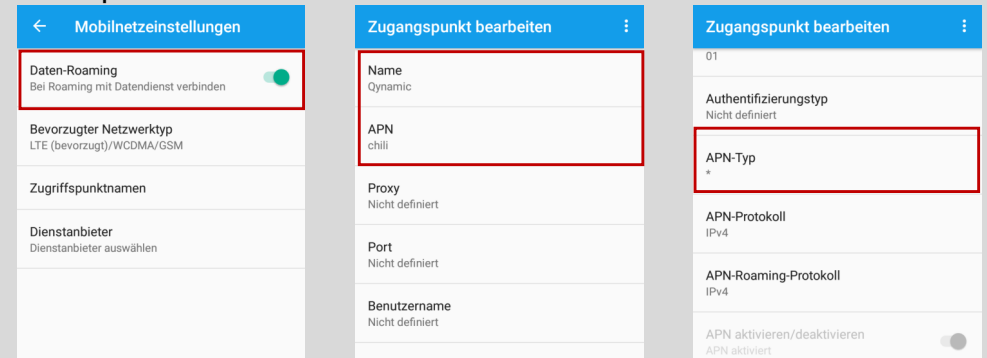 Mobilnetzeinstellungen
Daten-Roaming
Bei Roaming mit Datendienst verbinden
Bevorzugter Netzwerktyp
LTE (bevorzugt)/WCDMA/GSM
Zugriffspunktnamen
Dienstanbieter
Dienstanbieter auswählen
Zugangspunkt bearbeiten
Name
Qynamic
APN
chili
Proxy
Nicht definiert
Port
Nicht definiert
Benutzername
Nicht definiert
Zugangspunkt bearbeiten
01
Authentifizierungstyp
Nicht definiert
APN-Typ
*
APN-Protokoll
IPv4
APN-Roaming-Protokoll
IPv4
APN aktivieren/deaktivieren
APN aktiviert